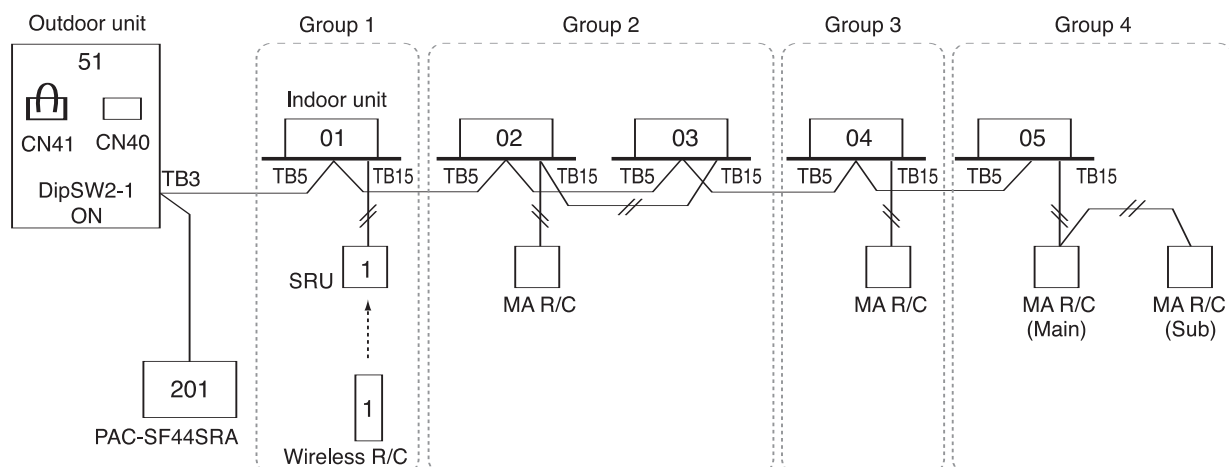 Outdoor unit
51
CN41
CN40
DipSW2-1
ON
TB3
201
PAC-SF44SRA
Group 1
Indoor unit
01
TB5
TB15
SRU
1
1
Wireless R/C
Group 2
02
TB5
TB15
03
TB5
TB15
MA R/C
Group 3
04
TB5
TB15
MA R/C
Group 4
05
TB5
TB15
MA R/C
(Main)
MA R/C
(Sub)